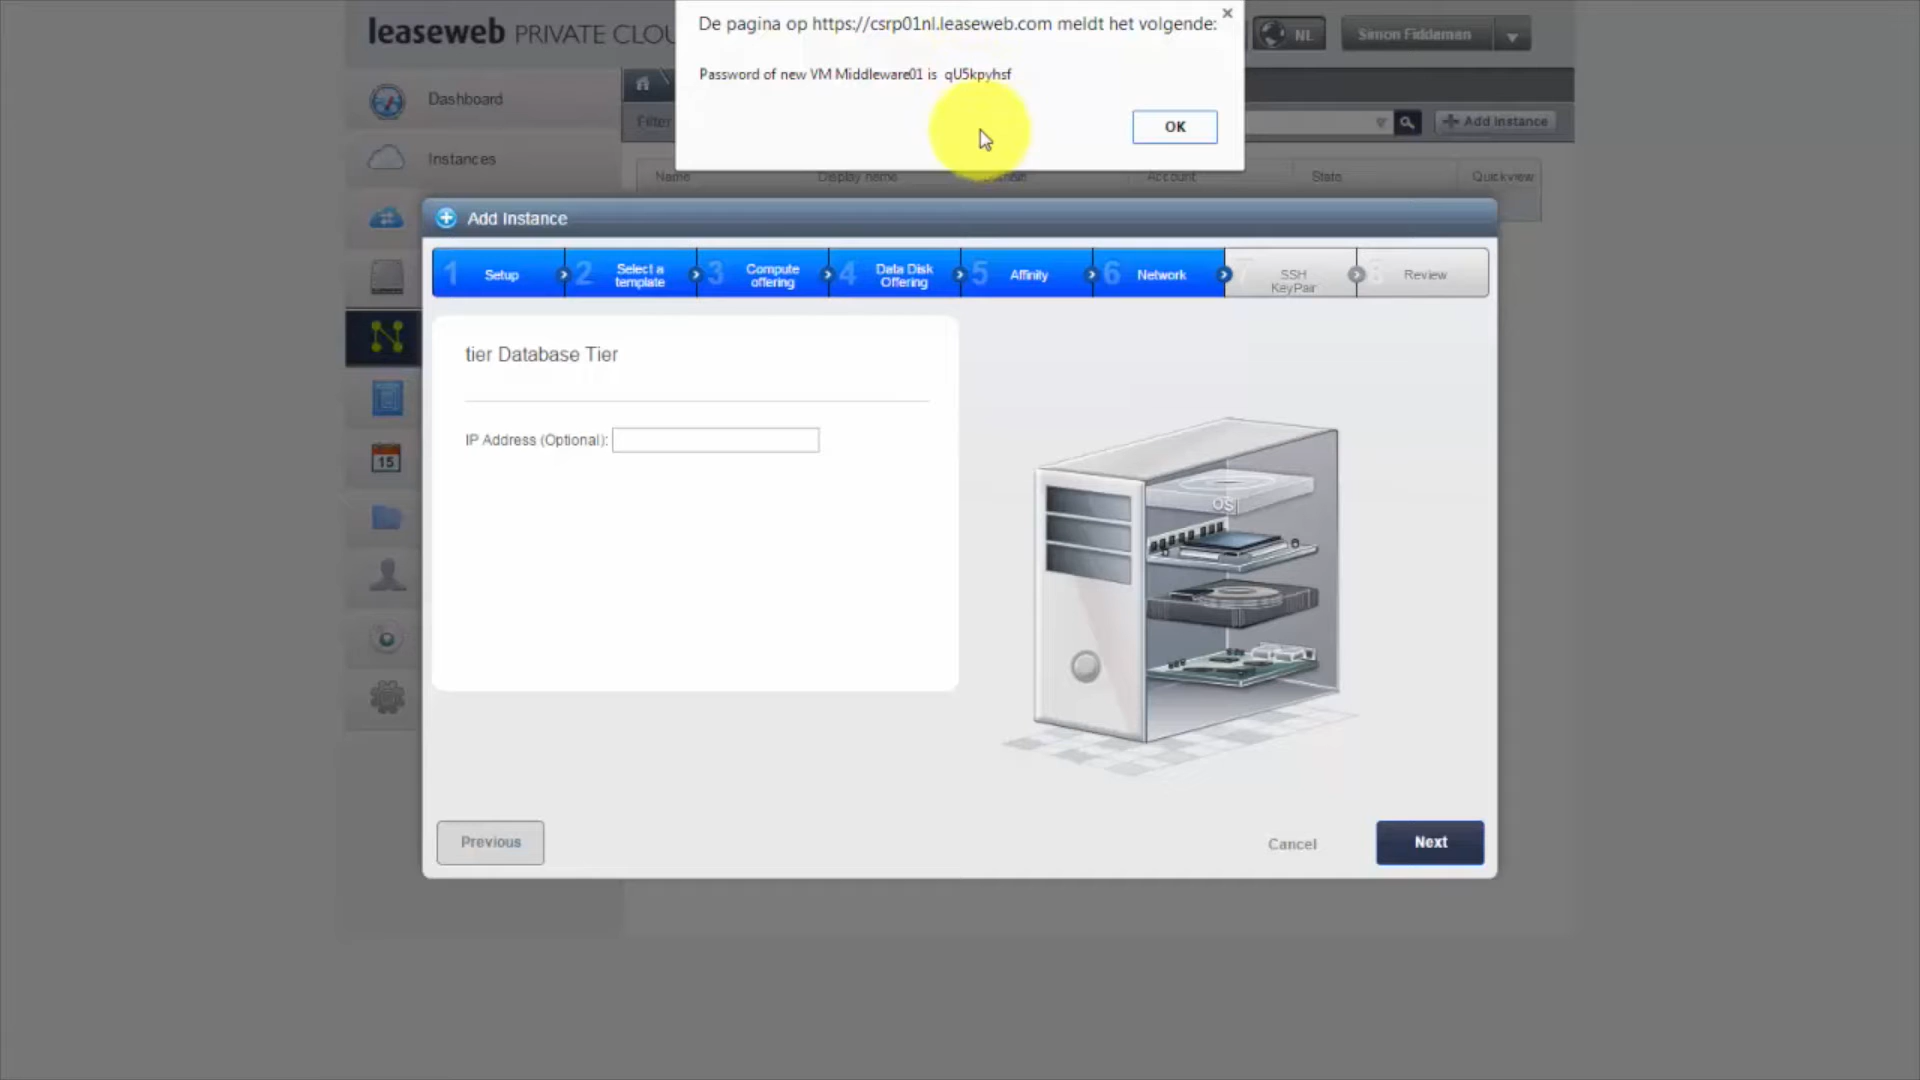 leaseweb PRIVATE CLOU
De pagina op https://csrp01nl.leaseweb.com meldt het volgende:
Password of new VM Middleware01 is qU5kpyhsf
OK
NL
Simon Fiddeman
Dashboard
Instances
Filter
Add Instance
Name
Display name
Account
State
Quickview
Add Instance
1 Setup
2 Select a template
3 Compute offering
4 Data Disk Offering
5 Affinity
6 Network
SSH KeyPair
Review
tier Database Tier
IP Address (Optional):
OS
15
Previous
Cancel
Next